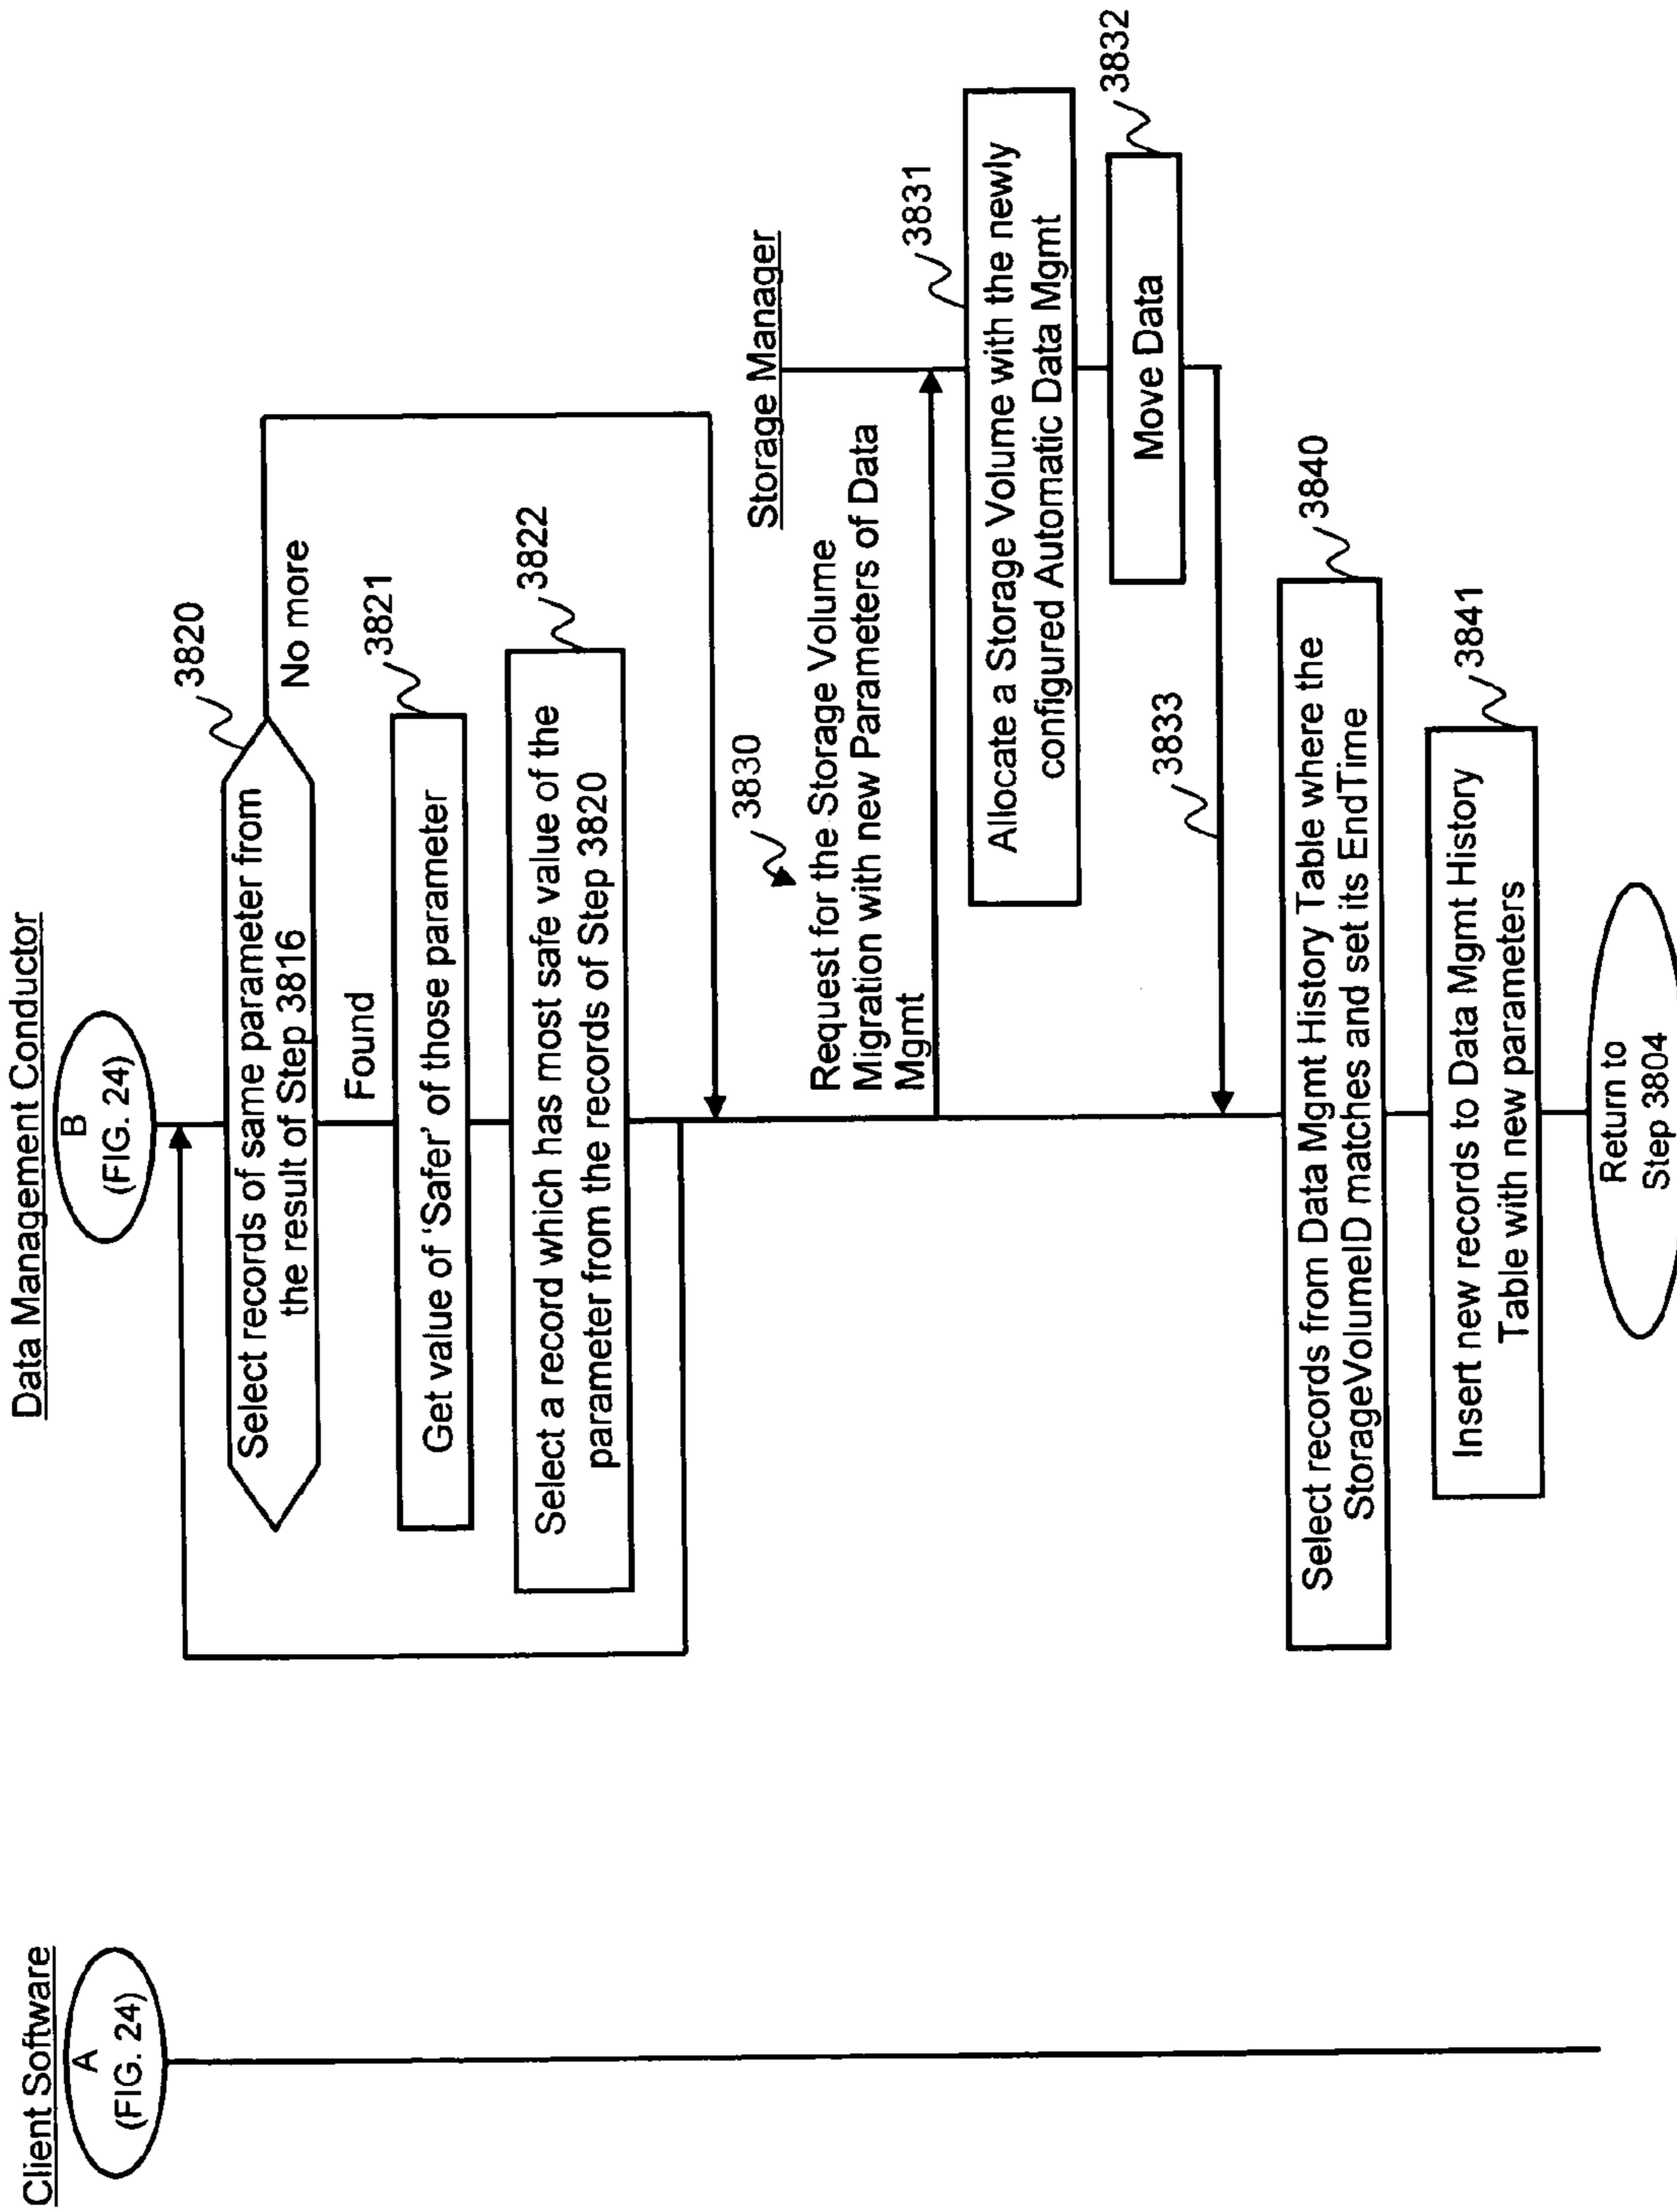 Client Software
A
(FIG. 24)
Data Management Conductor
B
(FIG. 24)
3820
Select records of same parameter from
the result of Step 3816
No more
Found
3821
Get value of ‘Safer’ of those parameter
3822
Select a record which has most safe value of the
parameter from the records of Step 3820
3830
Request for the Storage Volume
Migration with new Parameters of Data
Mgmt
Storage Manager
3831
Allocate a Storage Volume with the newly
configured Automatic Data Mgmt
3832
Move Data
3833
3840
Select records from Data Mgmt History Table where the
StorageVolumeID matches and set its EndTime
3841
Insert new records to Data Mgmt History
Table with new parameters
Return to
Step 3804